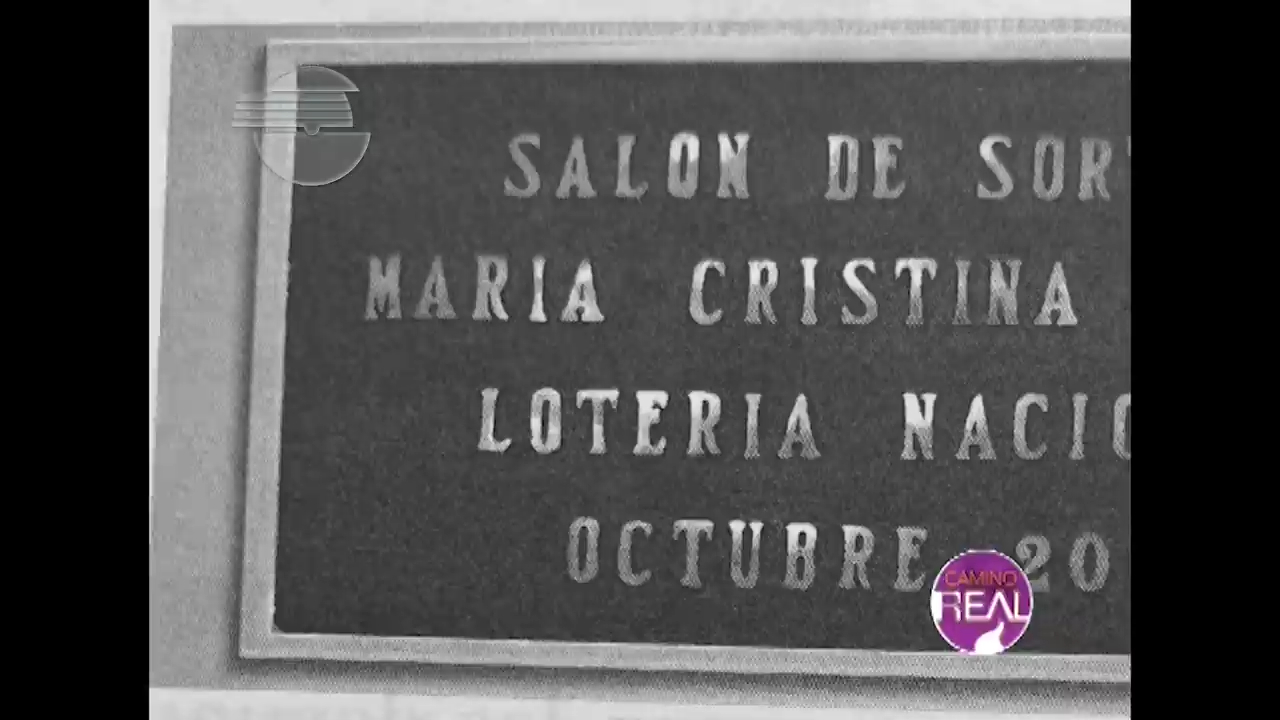 SALON DE SOR
MARIA CRISTINA
LOTERIA NACIO
OCTUBRE 20
CAMINO
REAL